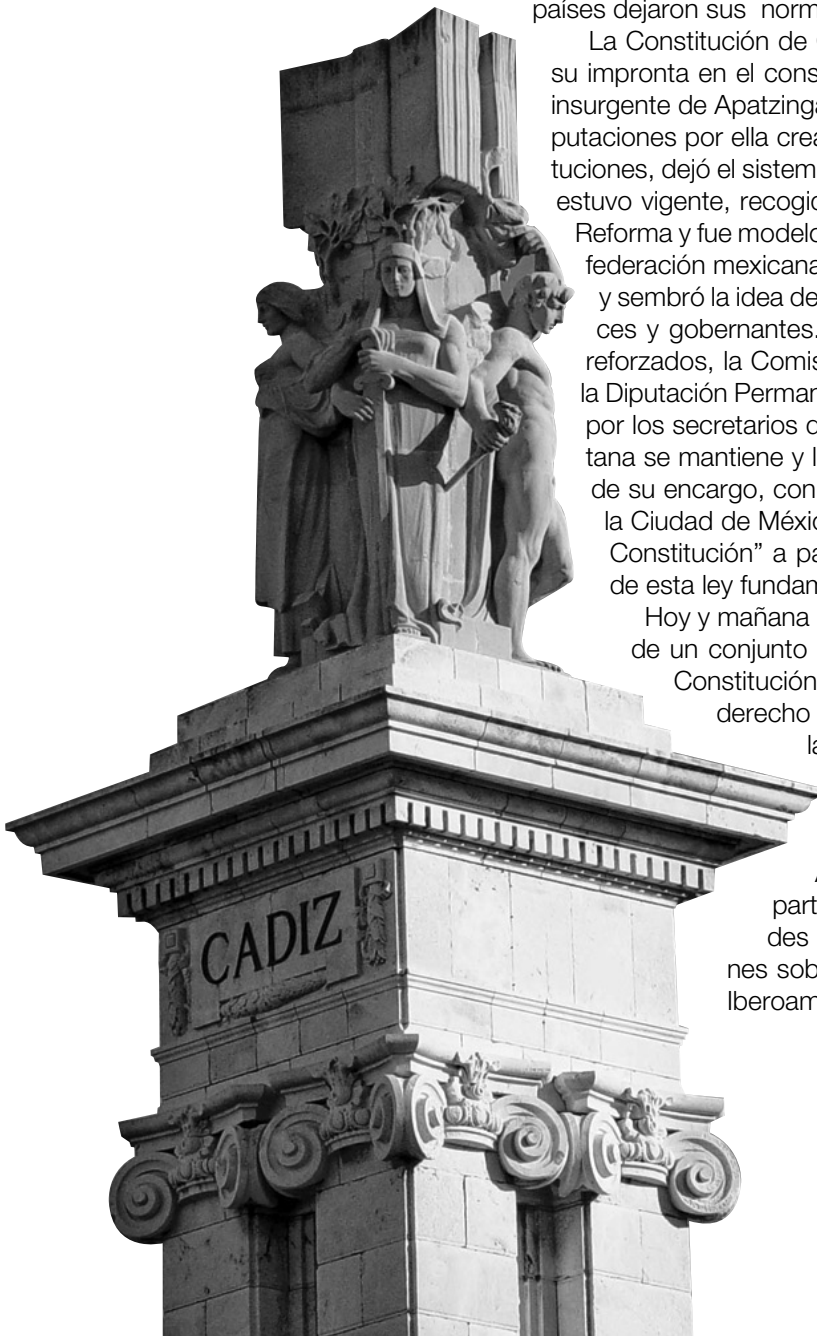 países dejaron sus norm
La Constitución de
su impronta en el cons
insurgente de Apatzing
putaciones por ella crea
tuciones, dejó el sistem
estuvo vigente, recogid
Reforma y fue modelo
federación mexicana
y sembró la idea de
ces y gobernantes.
reforzados, la Comis
la Diputación Perman
por los secretarios d
tana se mantiene y l
de su encargo, con
la Ciudad de Méxic
Constitución” a pa
de esta ley fundam
Hoy y mañana
de un conjunto
Constitución
derecho
la
part
des
nes sob
Iberoam
CADIZ